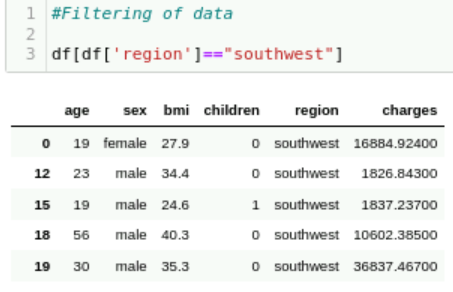 1 #Filtering of data
2
3 df[df['region']=="southwest"]
age sex bmi children region charges
0 19 female 27.9 0 southwest 16884.92400
12 23 male 34.4 0 southwest 1826.84300
15 19 male 24.6 1 southwest 1837.23700
18 56 male 40.3 0 southwest 10602.38500
19 30 male 35.3 0 southwest 36837.46700